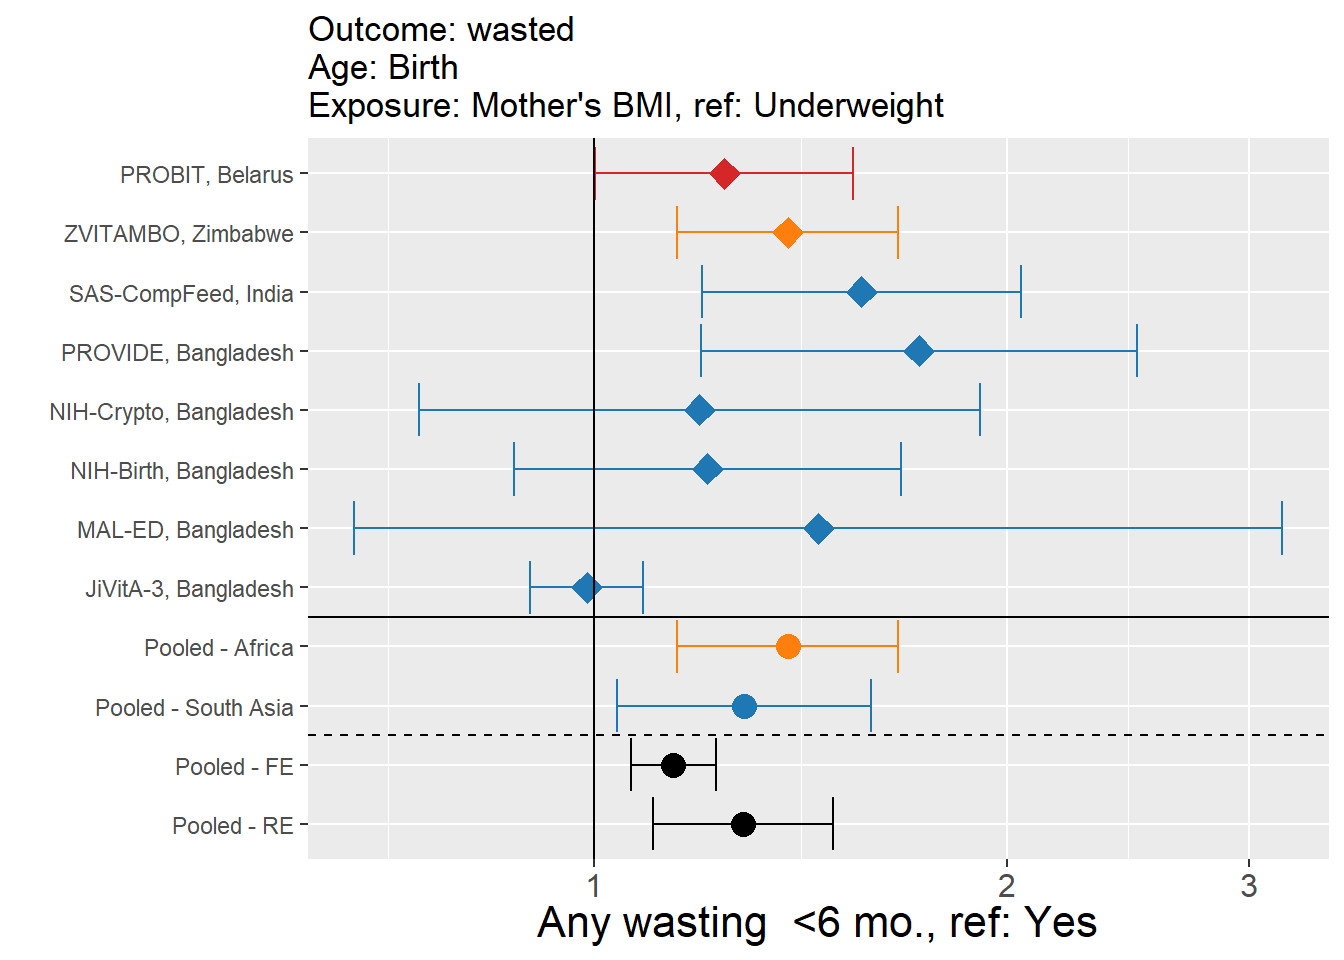 Outcome: wasted
Age: Birth
Exposure: Mother's BMI, ref: Underweight
PROBIT, Belarus
ZVITAMBO, Zimbabwe
SAS-CompFeed, India
PROVIDE, Bangladesh
NIH-Crypto, Bangladesh
NIH-Birth, Bangladesh
MAL-ED, Bangladesh
JiVitA-3, Bangladesh
Pooled - Africa
Pooled - South Asia
Pooled - FE
Pooled - RE
1 2 3
Any wasting  <6 mo., ref: Yes